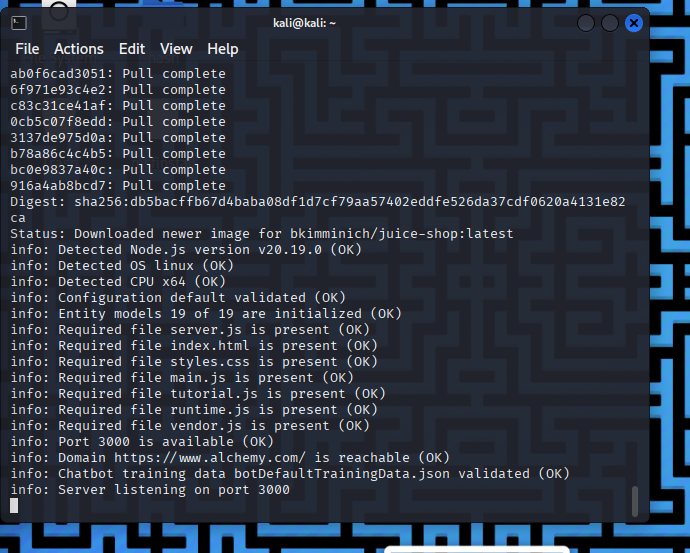 kali@kali: ~
File Actions Edit View Help
ab0f6cad3051: Pull complete
6f971e93c4e2: Pull complete
c83c31ce41af: Pull complete
0cb5c07f8edd: Pull complete
3137de975d0a: Pull complete
b78a86c4c4b5: Pull complete
bc0e9837a40c: Pull complete
916a4ab8bcd7: Pull complete
Digest: sha256:db5bacffb67d4baba08df1d7cf79aa57402eddfe526da37cdf0620a4131e82
ca
Status: Downloaded newer image for bkimminich/juice-shop:latest
info: Detected Node.js version v20.19.0 (OK)
info: Detected OS linux (OK)
info: Detected CPU x64 (OK)
info: Configuration default validated (OK)
info: Entity models 19 of 19 are initialized (OK)
info: Required file server.js is present (OK)
info: Required file index.html is present (OK)
info: Required file styles.css is present (OK)
info: Required file main.js is present (OK)
info: Required file tutorial.js is present (OK)
info: Required file runtime.js is present (OK)
info: Required file vendor.js is present (OK)
info: Port 3000 is available (OK)
info: Domain https://www.alchemy.com/ is reachable (OK)
info: Chatbot training data botDefaultTrainingData.json validated (OK)
info: Server listening on port 3000